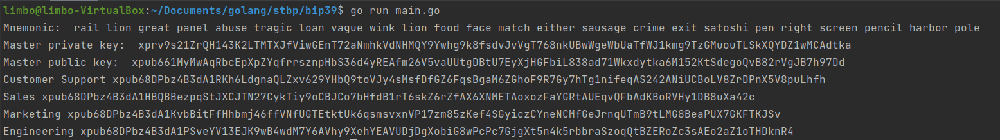 limbo@limbo-VirtualBox:~/Documents/golang/stbp/bip39$ go run main.go
Mnemonic:  rail lion great panel abuse tragic loan vague wink lion food face match either sausage crime exit satoshi pen right screen pencil harbor pole
Master private key:  xprv9s21ZrQH143K2LTMTXJfViwGEnT72aNmhkVdNHMQY9Ywhg9k8fsdvJvVgT768nkUBwWgeWbUaTfWJ1kmg9TzGMuouTLSkXQYDZ1wMCAdtka
Master public key:  xpub661MyMwAqRbcEpXpZYqfrrsznpHbS36d4yREAfm26V5vaUUtgDBtU7EyXjHGFbiL838ad71Wkxdytka6M152KtSdegoQvB82rVgJB7h97Dd
Customer Support xpub68DPbz4B3dA1RKh6LdgnaQLZxv629YHbQ9toVJy4sMsfDfGZ6FqsBgaM6ZGhoF9R7Gy7hTg1nifeqAS242ANiUCBoLV8ZrDPnX5V8puLhfh
Sales xpub68DPbz4B3dA1HBQBBezpqStJXCJTN27CykTiy9oCBJCo7bHfdB1rT6skZ6rZfAX6XNMETAoxozFaYGRtAUEqvQFbAdKBoRVHy1DB8uXa42c
Marketing xpub68DPbz4B3dA1KvbBitFfHhbmj46ffVNfUGTEtktUk6qsmsvxnVP17zm85zKef4SGyiczCYneNCMfGeJrnqUTmB9tLMG8BeaPUX7GKFTKJSv
Engineering xpub68DPbz4B3dA1PSveYV13EJK9wB4wdM7Y6AVhy9XehYEAVUDjDgXobiG8wPcPc7GjgXt5n4k5rbbraSzoqQtBZERoZc3sAEo2aZ1oTHDknR4